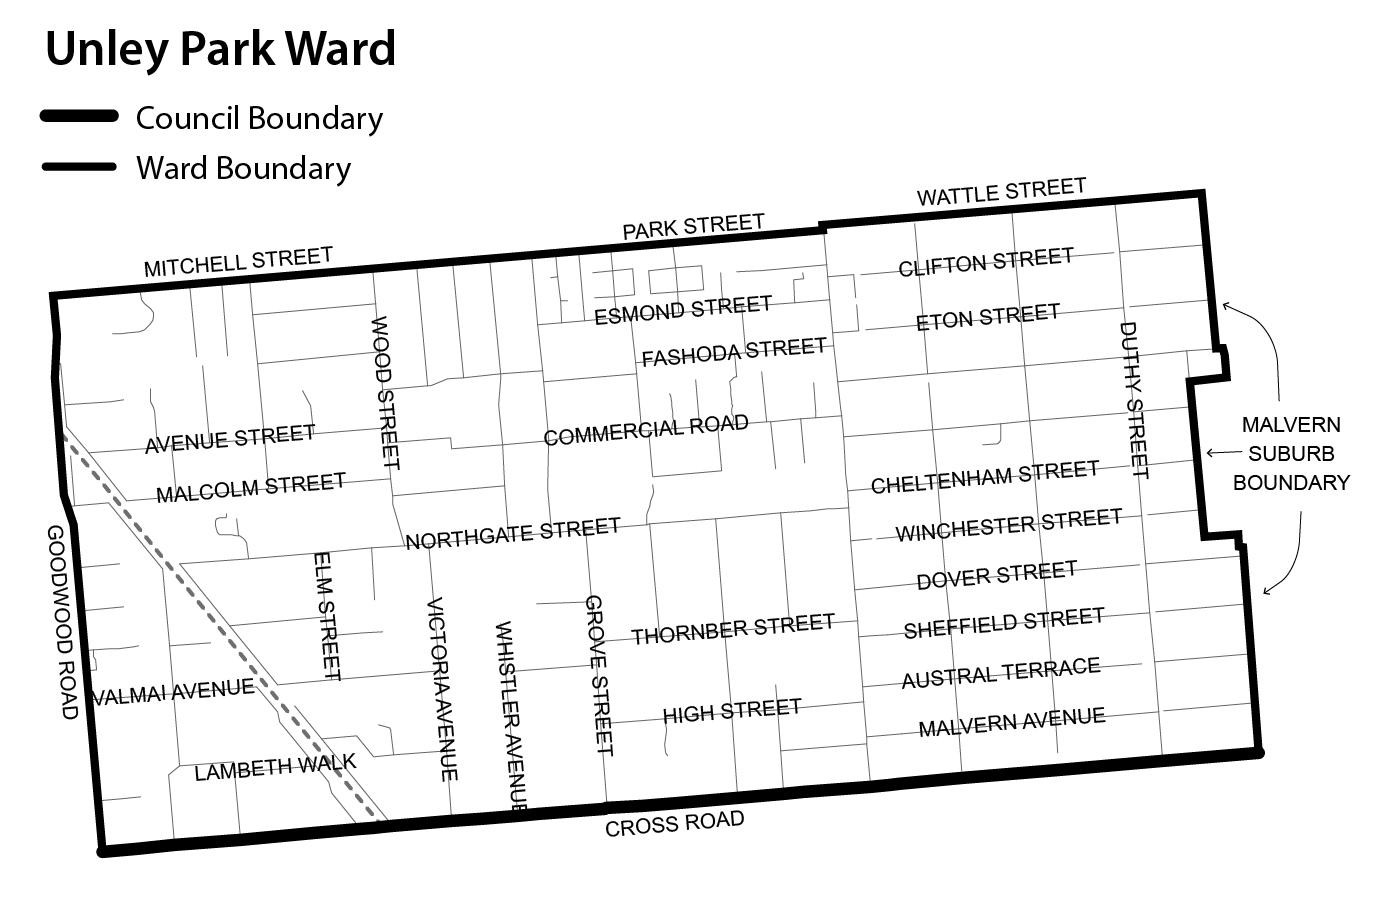 Unley Park Ward
Council Boundary
Ward Boundary
WATTLE STREET
PARK STREET
MITCHELL STREET
CLIFTON STREET
ESMOND STREET
ETON STREET
FASHODA STREET
WOOD STREET
DUTHY STREET
MALVERN
SUBURB
BOUNDARY
AVENUE STREET
COMMERCIAL ROAD
MALCOLM STREET
CHELTENHAM STREET
NORTHGATE STREET
WINCHESTER STREET
GOODWOOD ROAD
ELM STREET
DOVER STREET
VICTORIA AVENUE
WHISTLER AVENUE
GROVE STREET
THORNBER STREET
SHEFFIELD STREET
VALMAI AVENUE
AUSTRAL TERRACE
HIGH STREET
MALVERN AVENUE
LAMBETH WALK
CROSS ROAD